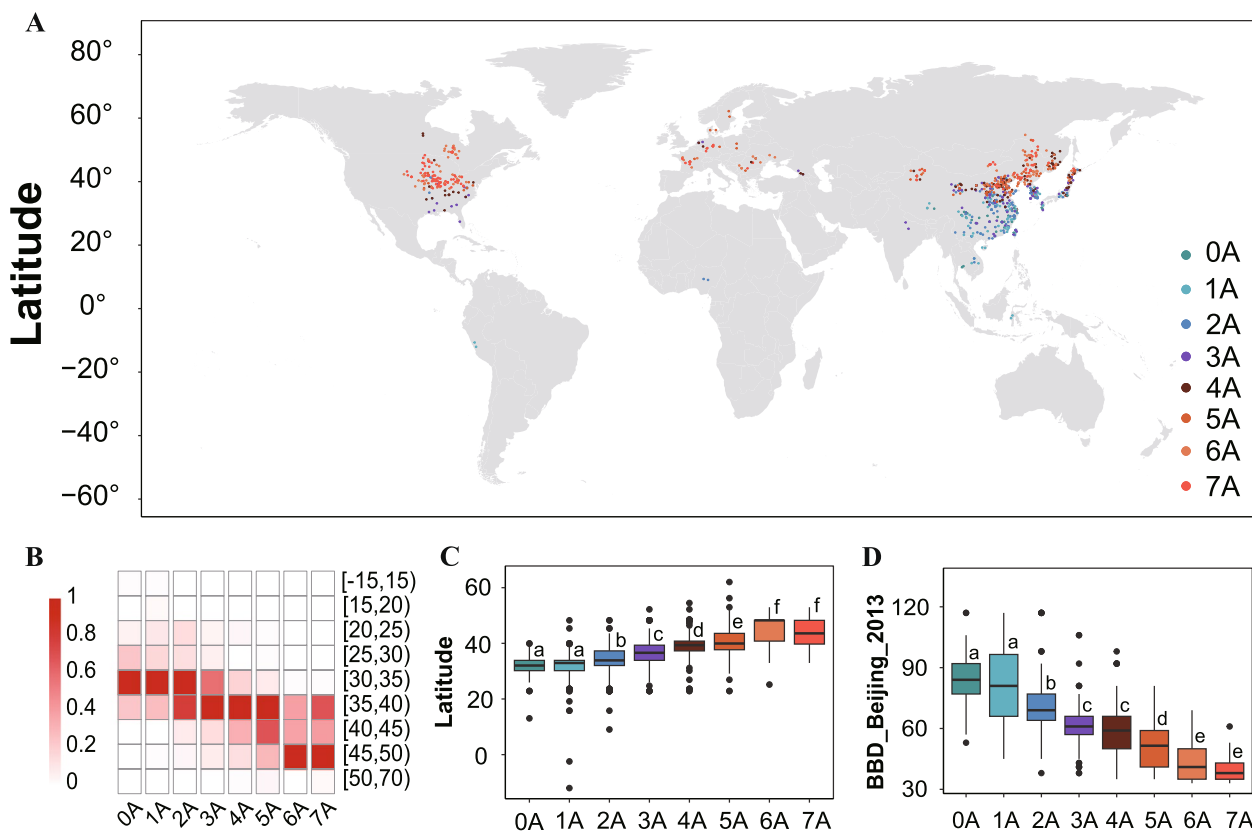 A
Latitude
80°
60°
40°
20°
0°
−20°
−40°
−60°
0A
1A
2A
3A
4A
5A
6A
7A
B
1
0.8
0.6
0.4
0.2
0
[-15,15)
[15,20)
[20,25)
[25,30)
[30,35)
[35,40)
[40,45)
[45,50)
[50,70)
0A 1A 2A 3A 4A 5A 6A 7A
C
Latitude
60
40
20
0
a a b c d e f f
0A 1A 2A 3A 4A 5A 6A 7A
D
BBD_Beijing_2013
120
90
60
30
a a b c c d e e
0A 1A 2A 3A 4A 5A 6A 7A